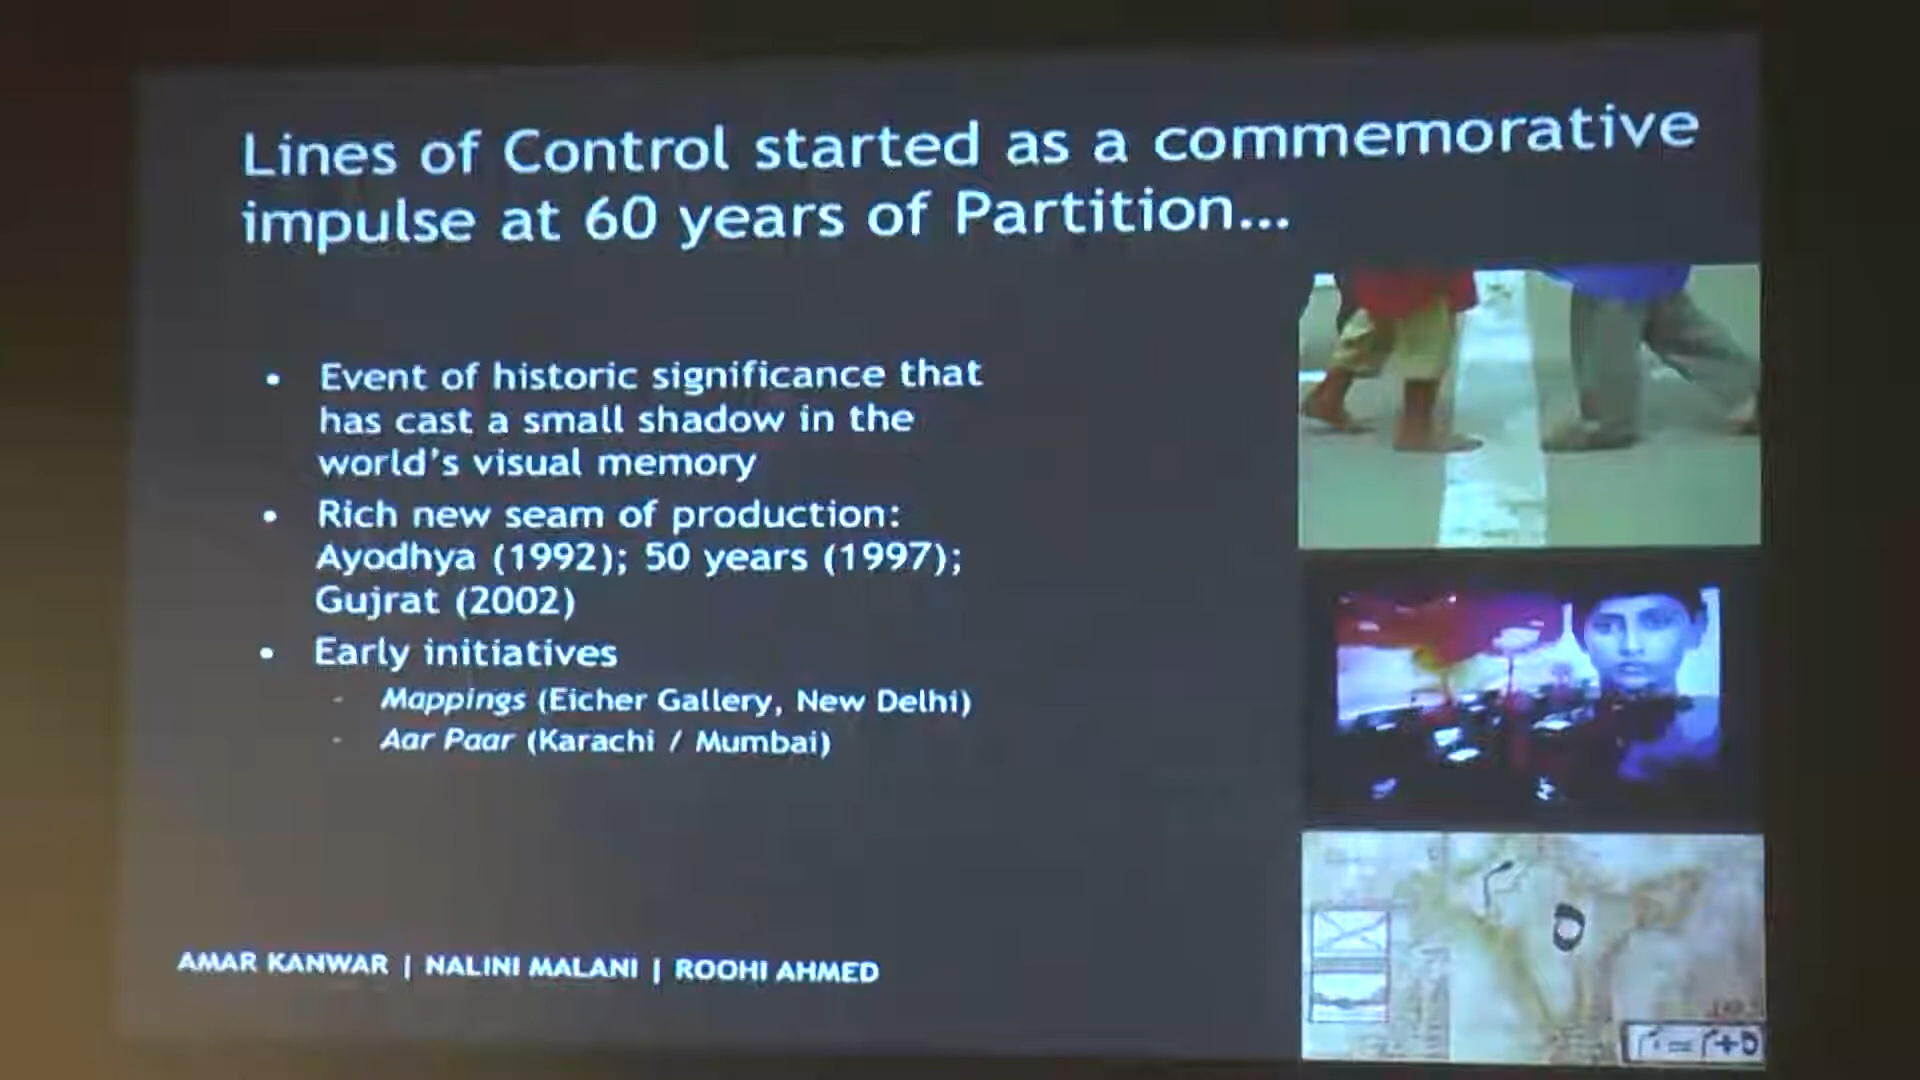 Lines of Control started as a commemorative
impulse at 60 years of Partition...
• Event of historic significance that
has cast a small shadow in the
world's visual memory
• Rich new seam of production:
Ayodhya (1992); 50 years (1997);
Gujrat (2002)
• Early initiatives
- Mappings (Eicher Gallery, New Delhi)
- Aar Paar (Karachi / Mumbai)
AMAR KANWAR | NALINI MALANI | ROOHI AHMED